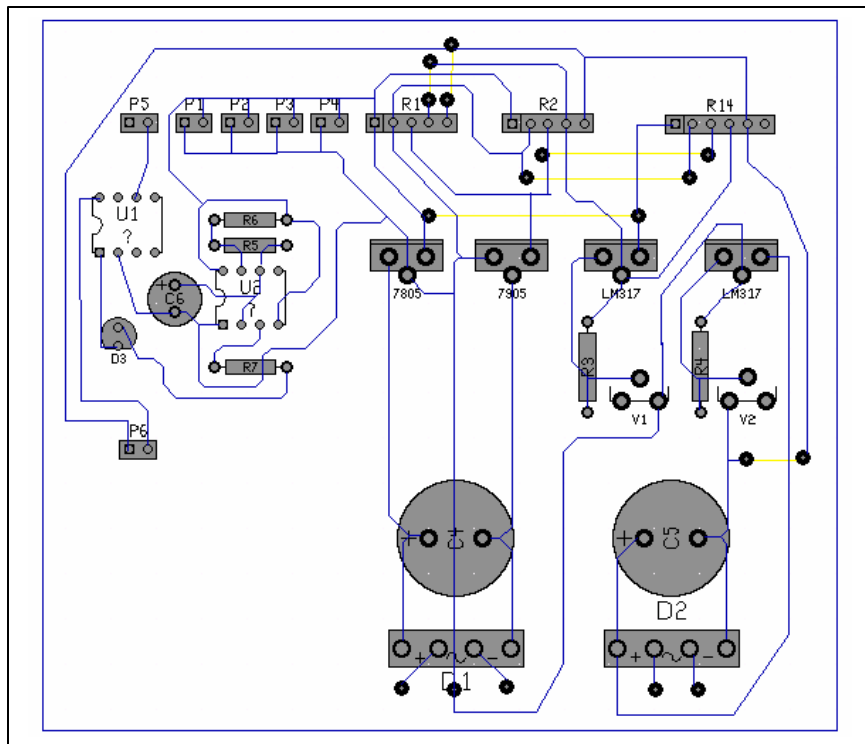 P5 P1 P2 P3 P4 R1 R2 R14
U1
?
R6
R5
U2
?
+ C6
7805 7905 LM317 LM317
D3
R7
R3 R4
V1 V2
P6
+ C4 + C5
D2
+ ~ - + ~ -
D1